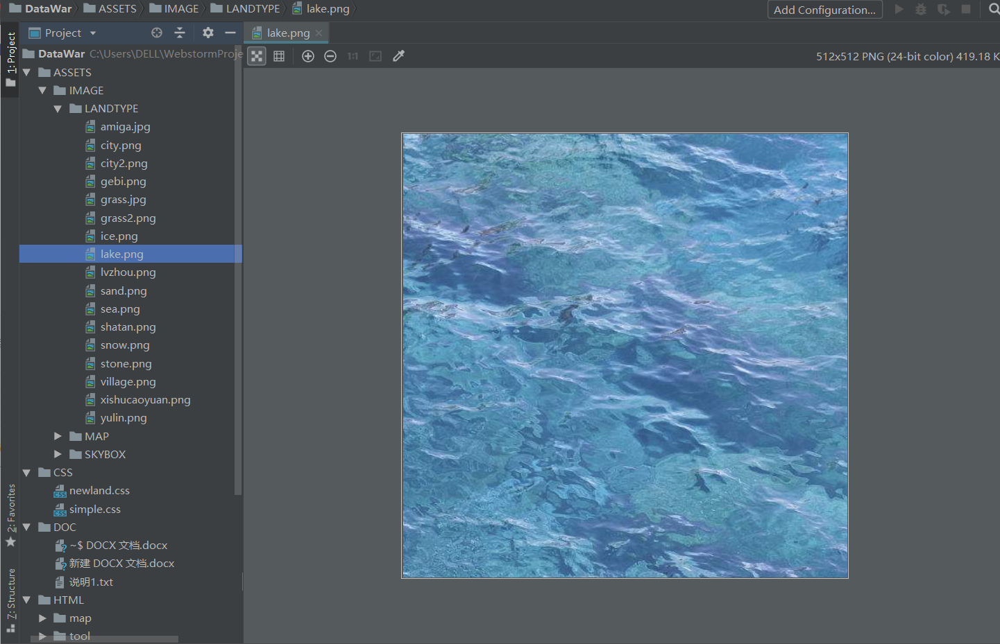 DataWar ASSETS IMAGE LANDTYPE lake.png
Add Configuration...
1: Project
Project
lake.png
1:1
512x512 PNG (24-bit color) 419.18 K
DataWar C:\Users\DELL\WebstormProje
ASSETS
IMAGE
LANDTYPE
amiga.jpg
city.png
city2.png
gebi.png
grass.jpg
grass2.png
ice.png
lake.png
lvzhou.png
sand.png
sea.png
shatan.png
snow.png
stone.png
village.png
xishucaoyuan.png
yulin.png
MAP
SKYBOX
CSS
newland.css
simple.css
DOC
~$ DOCX 文档.docx
新建 DOCX 文档.docx
说明1.txt
HTML
map
tool
2: Favorites
7: Structure